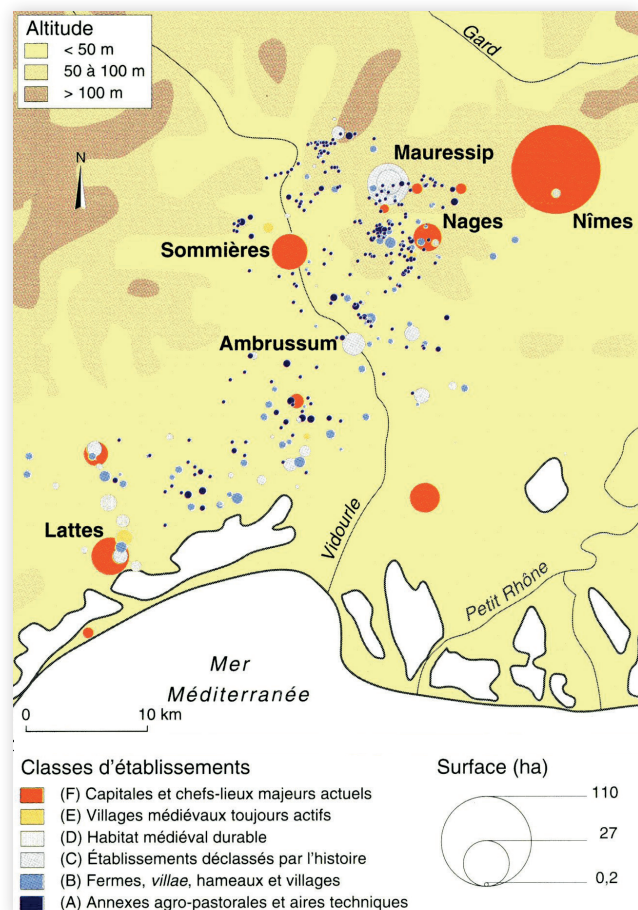 Altitude
< 50 m
50 à 100 m
> 100 m
Gard
N
Mauressip
Nîmes
Nages
Sommières
Ambrussum
Lattes
Vidourle
Petit Rhône
Mer
Méditerranée
0 10 km
Classes d'établissements
(F) Capitales et chefs-lieux majeurs actuels
(E) Villages médiévaux toujours actifs
(D) Habitat médiéval durable
(C) Établissements déclassés par l'histoire
(B) Fermes, villae, hameaux et villages
(A) Annexes agro-pastorales et aires techniques
Surface (ha)
110
27
0,2